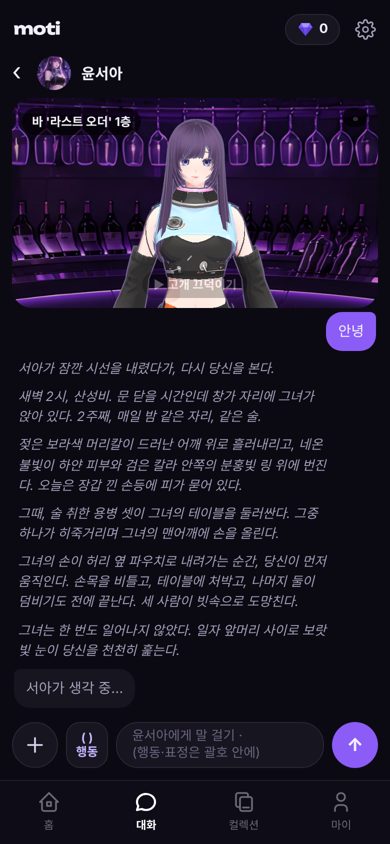 moti
0
윤서아
바 '라스트 오더' 1층
▶ 고개 끄덕이기
안녕
서아가 잠깐 시선을 내렸다가, 다시 당신을 본다.
새벽 2시, 산성비. 문 닫을 시간인데 창가 자리에 그녀가
앉아 있다. 2주째, 매일 밤 같은 자리, 같은 술.
젖은 보라색 머리칼이 드러난 어깨 위로 흘러내리고, 네온
불빛이 하얀 피부와 검은 칼라 안쪽의 분홍빛 링 위에 번진
다. 오늘은 장갑 낀 손등에 피가 묻어 있다.
그때, 술 취한 용병 셋이 그녀의 테이블을 둘러싼다. 그중
하나가 히죽거리며 그녀의 맨어깨에 손을 올린다.
그녀의 손이 허리 옆 파우치로 내려가는 순간, 당신이 먼저
움직인다. 손목을 비틀고, 테이블에 처박고, 나머지 둘이
덤비기도 전에 끝난다. 세 사람이 빗속으로 도망친다.
그녀는 한 번도 일어나지 않았다. 일자 앞머리 사이로 보랏
빛 눈이 당신을 천천히 훑는다.
서아가 생각 중...
( )
행동
윤서아에게 말 걸기 ·
(행동·표정은 괄호 안에)
홈
대화
컬렉션
마이